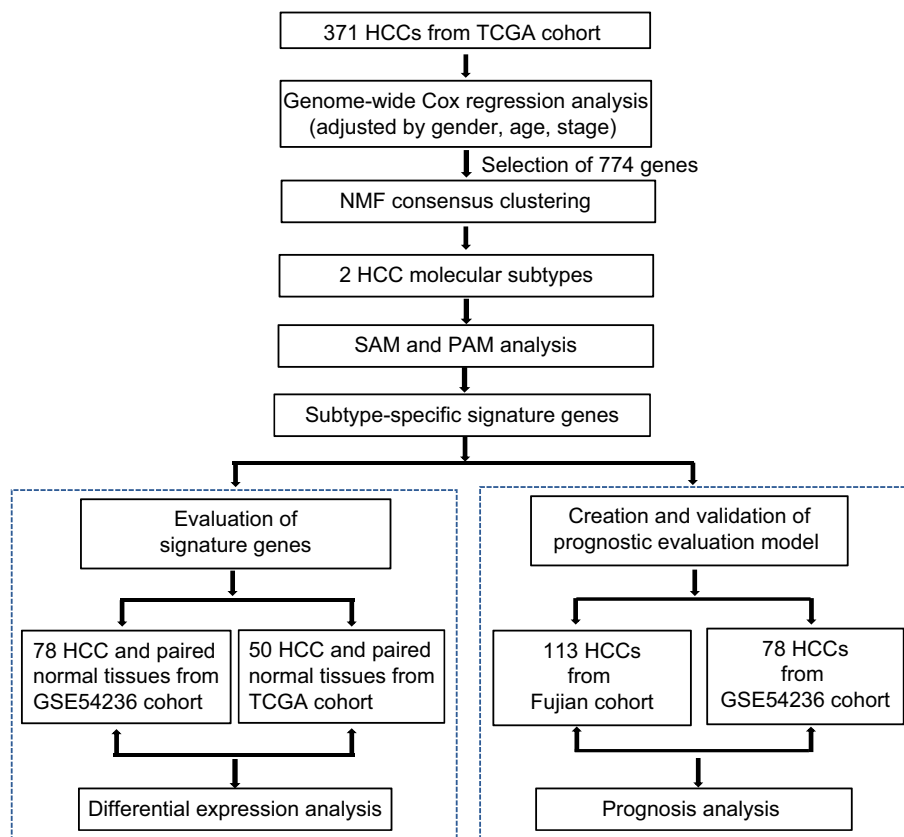 371 HCCs from TCGA cohort
Genome-wide Cox regression analysis
(adjusted by gender, age, stage)
Selection of 774 genes
NMF consensus clustering
2 HCC molecular subtypes
SAM and PAM analysis
Subtype-specific signature genes
Evaluation of
signature genes
78 HCC and paired
normal tissues from
GSE54236 cohort
50 HCC and paired
normal tissues from
TCGA cohort
Differential expression analysis
Creation and validation of
prognostic evaluation model
113 HCCs
from
Fujian cohort
78 HCCs
from
GSE54236 cohort
Prognosis analysis